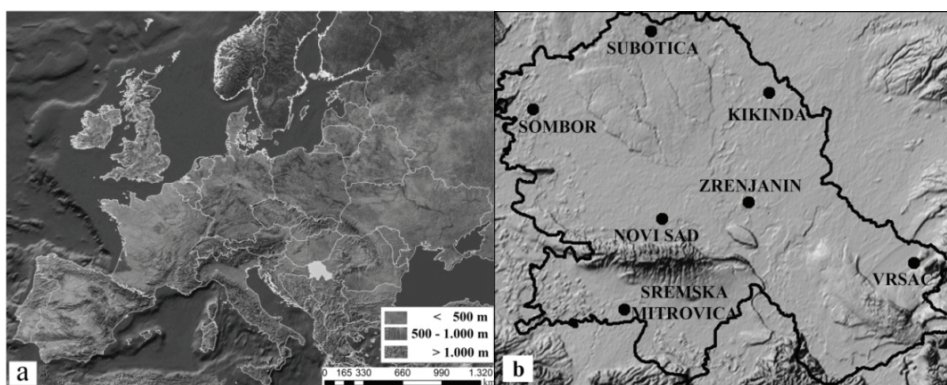 < 500 m
500 - 1.000 m
> 1.000 m
0 165 330 660 990 1.320
km
a
SUBOTICA
KIKINDA
SOMBOR
ZRENJANIN
NOVI SAD
VRSAC
SREMSKA
MITROVICA
b